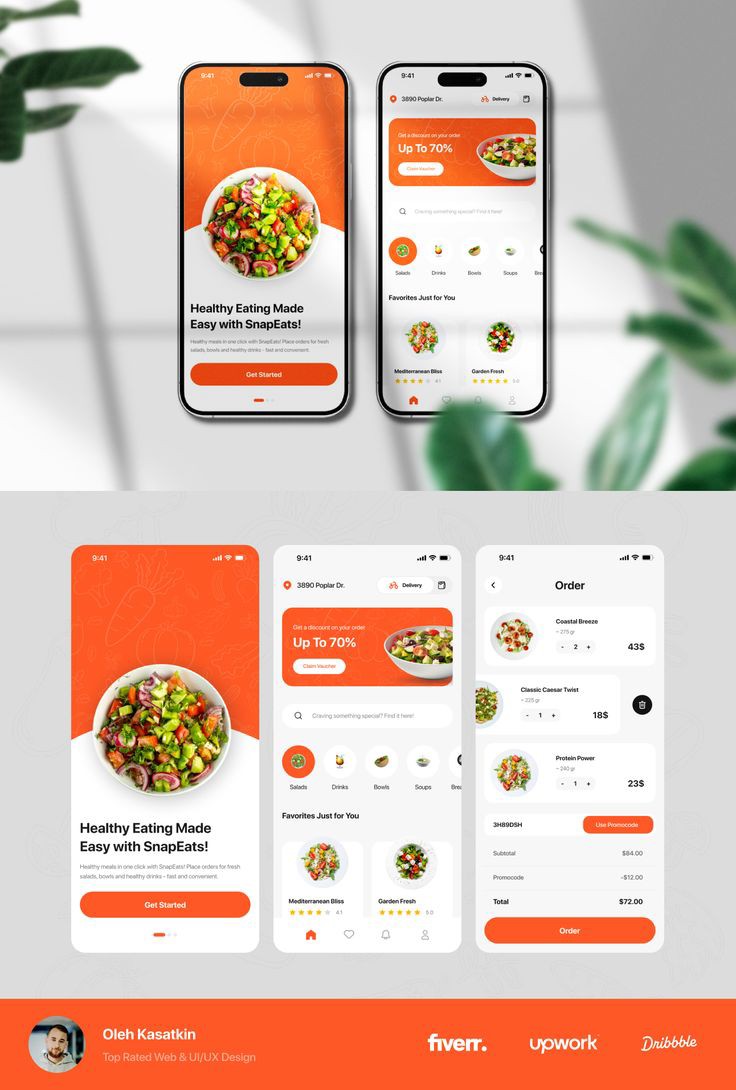 9:41
Healthy Eating Made
Easy with SnapEats!
Healthy meals in one click with SnapEats! Place orders for fresh
salads, bowls and healthy drinks - fast and convenient.
Get Started
9:41
3890 Poplar Dr.
Delivery
Get a discount on your order
Up To 70%
Claim Voucher
Craving something special? Find it here!
Salads Drinks Bowls Soups Brea
Favorites Just for You
Mediterranean Bliss
4.1
Garden Fresh
5.0
9:41
Healthy Eating Made
Easy with SnapEats!
Healthy meals in one click with SnapEats! Place orders for fresh
salads, bowls and healthy drinks - fast and convenient.
Get Started
9:41
3890 Poplar Dr.
Delivery
Get a discount on your order
Up To 70%
Claim Voucher
Craving something special? Find it here!
Salads Drinks Bowls Soups Brea
Favorites Just for You
Mediterranean Bliss
4.1
Garden Fresh
5.0
9:41
Order
Coastal Breeze
~ 275 gr
- 2 +
43$
Classic Caesar Twist
~ 225 gr
- 1 +
18$
Protein Power
~ 240 gr
- 1 +
23$
3H89DSH
Use Promocode
Subtotal $84.00
Promocode -$12.00
Total $72.00
Order
Oleh Kasatkin
Top Rated Web & UI/UX Design
fiverr.
upwork
Dribbble